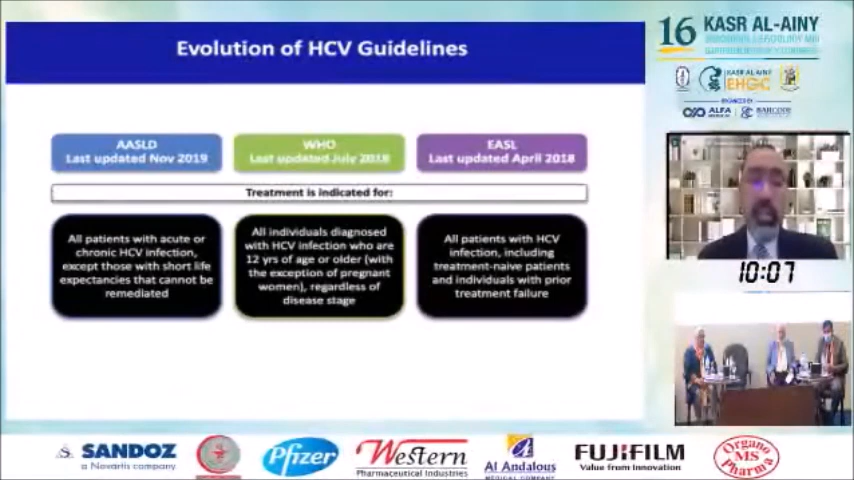 Evolution of HCV Guidelines
AASLD
Last updated Nov 2019
WHO
Last updated July 2018
EASL
Last updated April 2018
Treatment is indicated for:
All patients with acute or
chronic HCV infection,
except those with short life
expectancies that cannot be
remediated
All individuals diagnosed
with HCV infection who are
12 yrs of age or older (with
the exception of pregnant
women), regardless of
disease stage
All patients with HCV
infection, including
treatment-naive patients
and individuals with prior
treatment failure
16 KASR AL-AINY
KASR AL-AINY
EHGC
ALFA
BARCODE
10:07
SANDOZ
a Novartis company
Pfizer
Western
Pharmaceutical Industries
Al Andalous
MEDICAL COMPANY
FUJIFILM
Value from Innovation
Organo
MS
Pharma